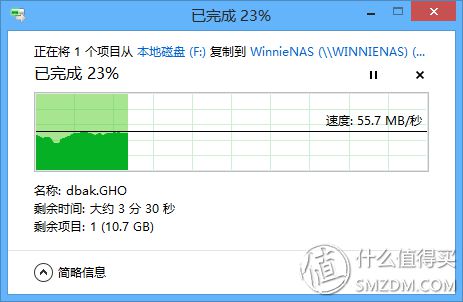 已完成 23%
正在将 1 个项目从 本地磁盘 (F:) 复制到 WinnieNAS (\\WINNIENAS) (...
已完成 23%
速度: 55.7 MB/秒
名称: dbak.GHO
剩余时间: 大约 3 分 30 秒
剩余项目: 1 (10.7 GB)
简略信息
值 什么值得买
SMZDM.COM